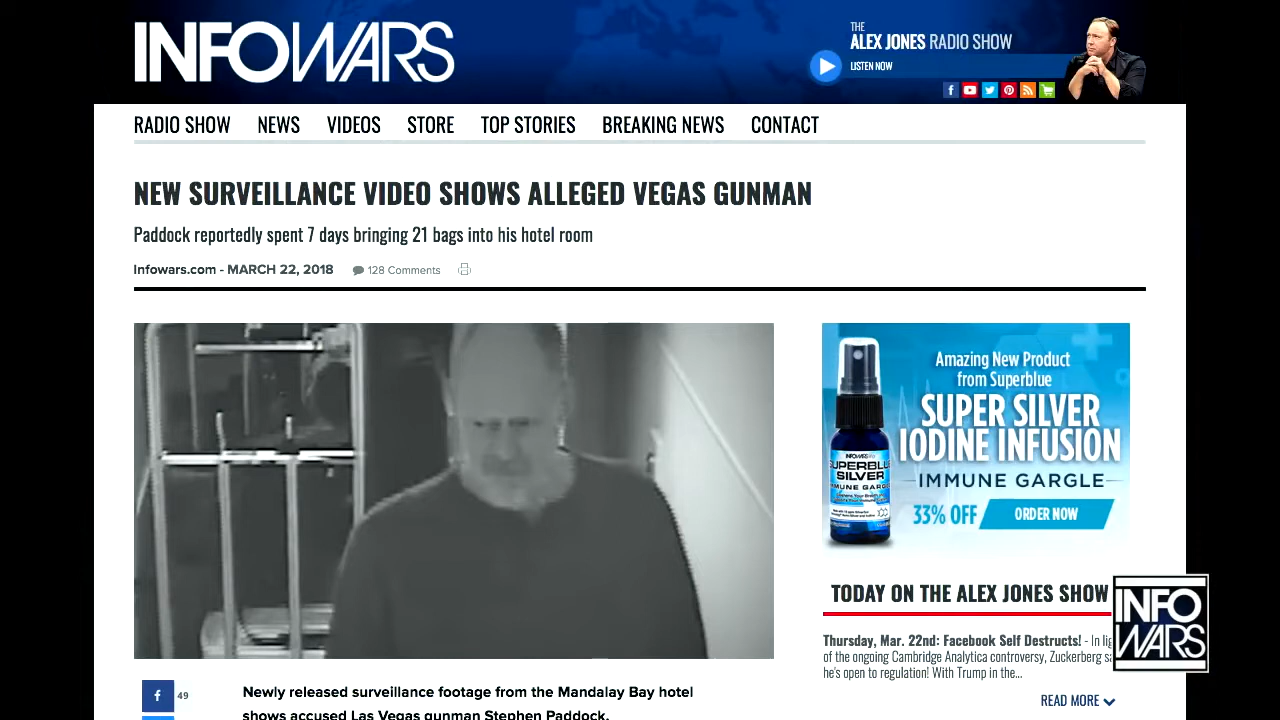 INFOWARS
THE
ALEX JONES RADIO SHOW
LISTEN NOW
RADIO SHOW NEWS VIDEOS STORE TOP STORIES BREAKING NEWS CONTACT
NEW SURVEILLANCE VIDEO SHOWS ALLEGED VEGAS GUNMAN
Paddock reportedly spent 7 days bringing 21 bags into his hotel room
Infowars.com - MARCH 22, 2018 128 Comments
Amazing New Product
from Superblue
SUPER SILVER
IODINE INFUSION
IMMUNE GARGLE
33% OFF ORDER NOW
INFOWARS
SUPERBLUE
SILVER
IMMUNE GARGLE
TODAY ON THE ALEX JONES SHOW
Thursday, Mar. 22nd: Facebook Self Destructs! - In lig
of the ongoing Cambridge Analytica controversy, Zuckerberg sa
he's open to regulation! With Trump in the...
READ MORE
INFO
WARS
f 49
Newly released surveillance footage from the Mandalay Bay hotel
shows accused Las Vegas gunman Stephen Paddock.